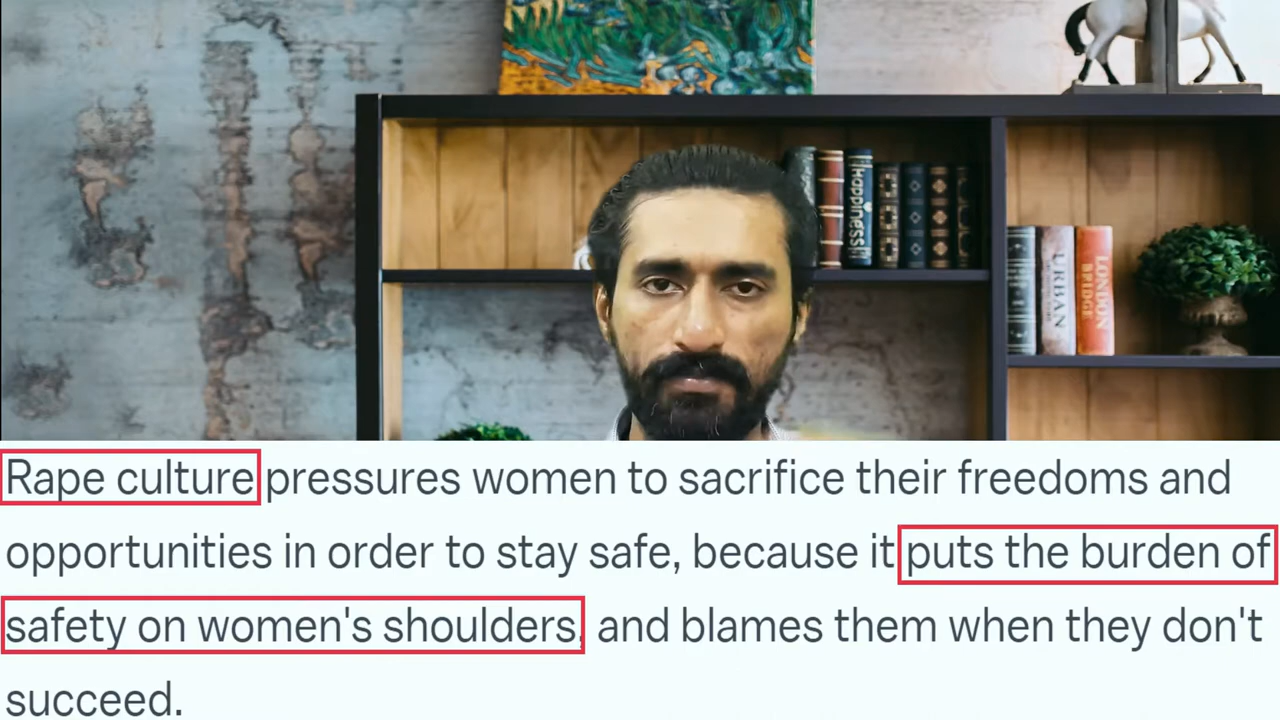 Happiness
URBAN
LONDON
BRIDGE
Rape culture pressures women to sacrifice their freedoms and
opportunities in order to stay safe, because it puts the burden of
safety on women's shoulders, and blames them when they don't
succeed.